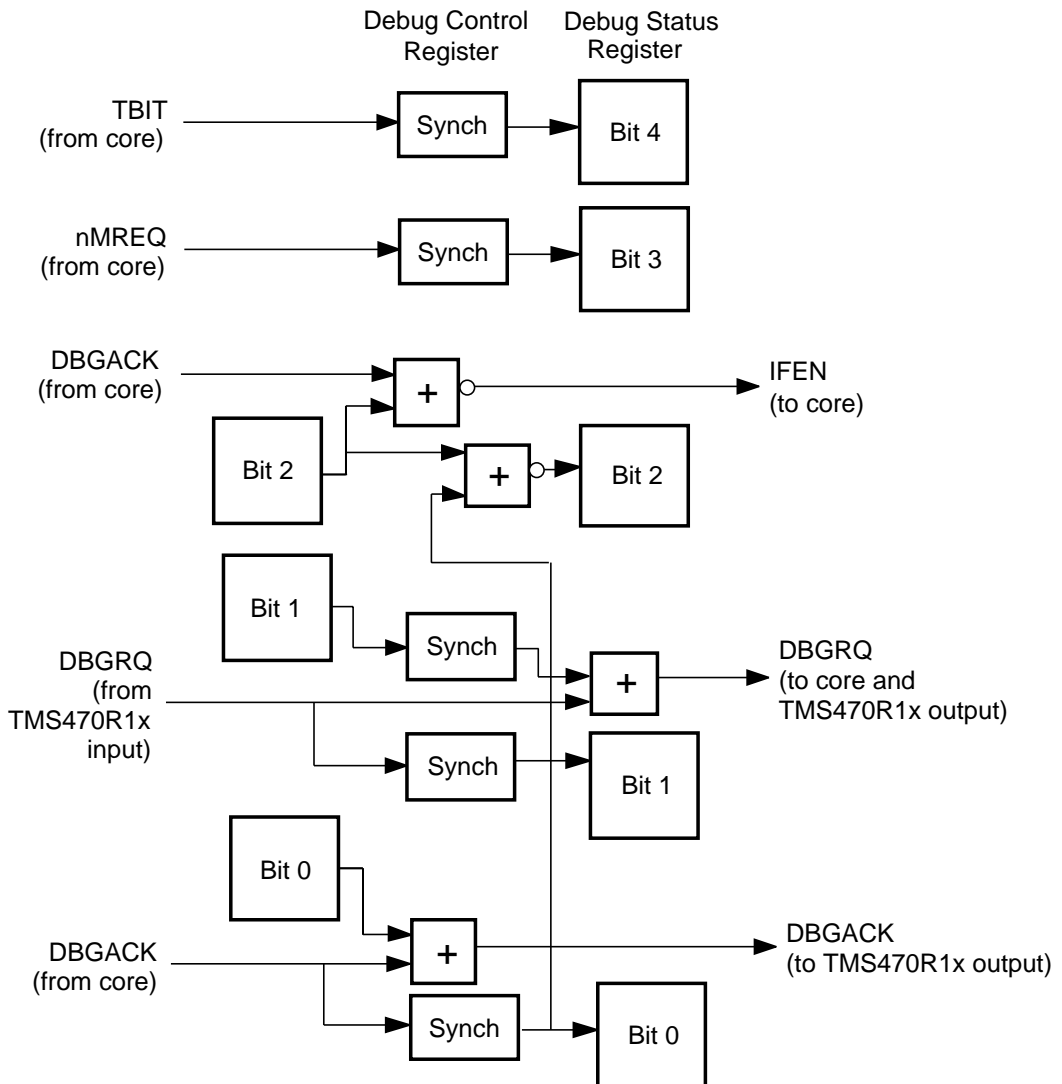 Debug Control
Register
Debug Status
Register
TBIT
(from core)
Synch
Bit 4
nMREQ
(from core)
Synch
Bit 3
DBGACK
(from core)
+
IFEN
(to core)
Bit 2
+
Bit 2
Bit 1
Synch
DBGRQ
(from
TMS470R1x
input)
+
DBGRQ
(to core and
TMS470R1x output)
Synch
Bit 1
Bit 0
DBGACK
(from core)
+
DBGACK
(to TMS470R1x output)
Synch
Bit 0